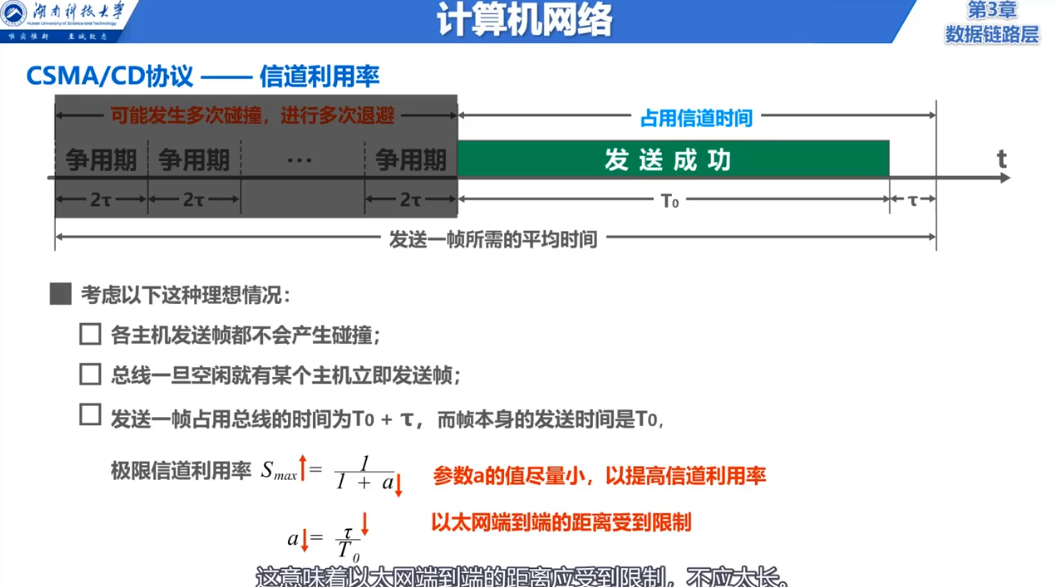 湖南科技大学
Hunan University of Science and Technology
唯实惟新 至诚致志
计算机网络
第3章
数据链路层
CSMA/CD协议 —— 信道利用率
可能发生多次碰撞，进行多次退避
占用信道时间
争用期 争用期 … 争用期 发送成功 t
2τ 2τ 2τ T₀ τ
发送一帧所需的平均时间
考虑以下这种理想情况：
各主机发送帧都不会产生碰撞；
总线一旦空闲就有某个主机立即发送帧；
发送一帧占用总线的时间为T₀ + τ，而帧本身的发送时间是T₀，
极限信道利用率 Smax = 1 / (1 + a) 参数a的值尽量小，以提高信道利用率
a = τ / T₀ 以太网端到端的距离受到限制
这意味着以太网端到端的距离应受到限制，不应太长。